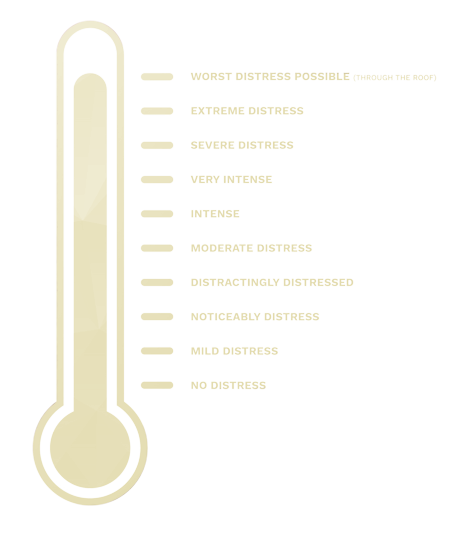 WORST DISTRESS POSSIBLE (THROUGH THE ROOF)
EXTREME DISTRESS
SEVERE DISTRESS
VERY INTENSE
INTENSE
MODERATE DISTRESS
DISTRACTINGLY DISTRESSED
NOTICEABLY DISTRESS
MILD DISTRESS
NO DISTRESS